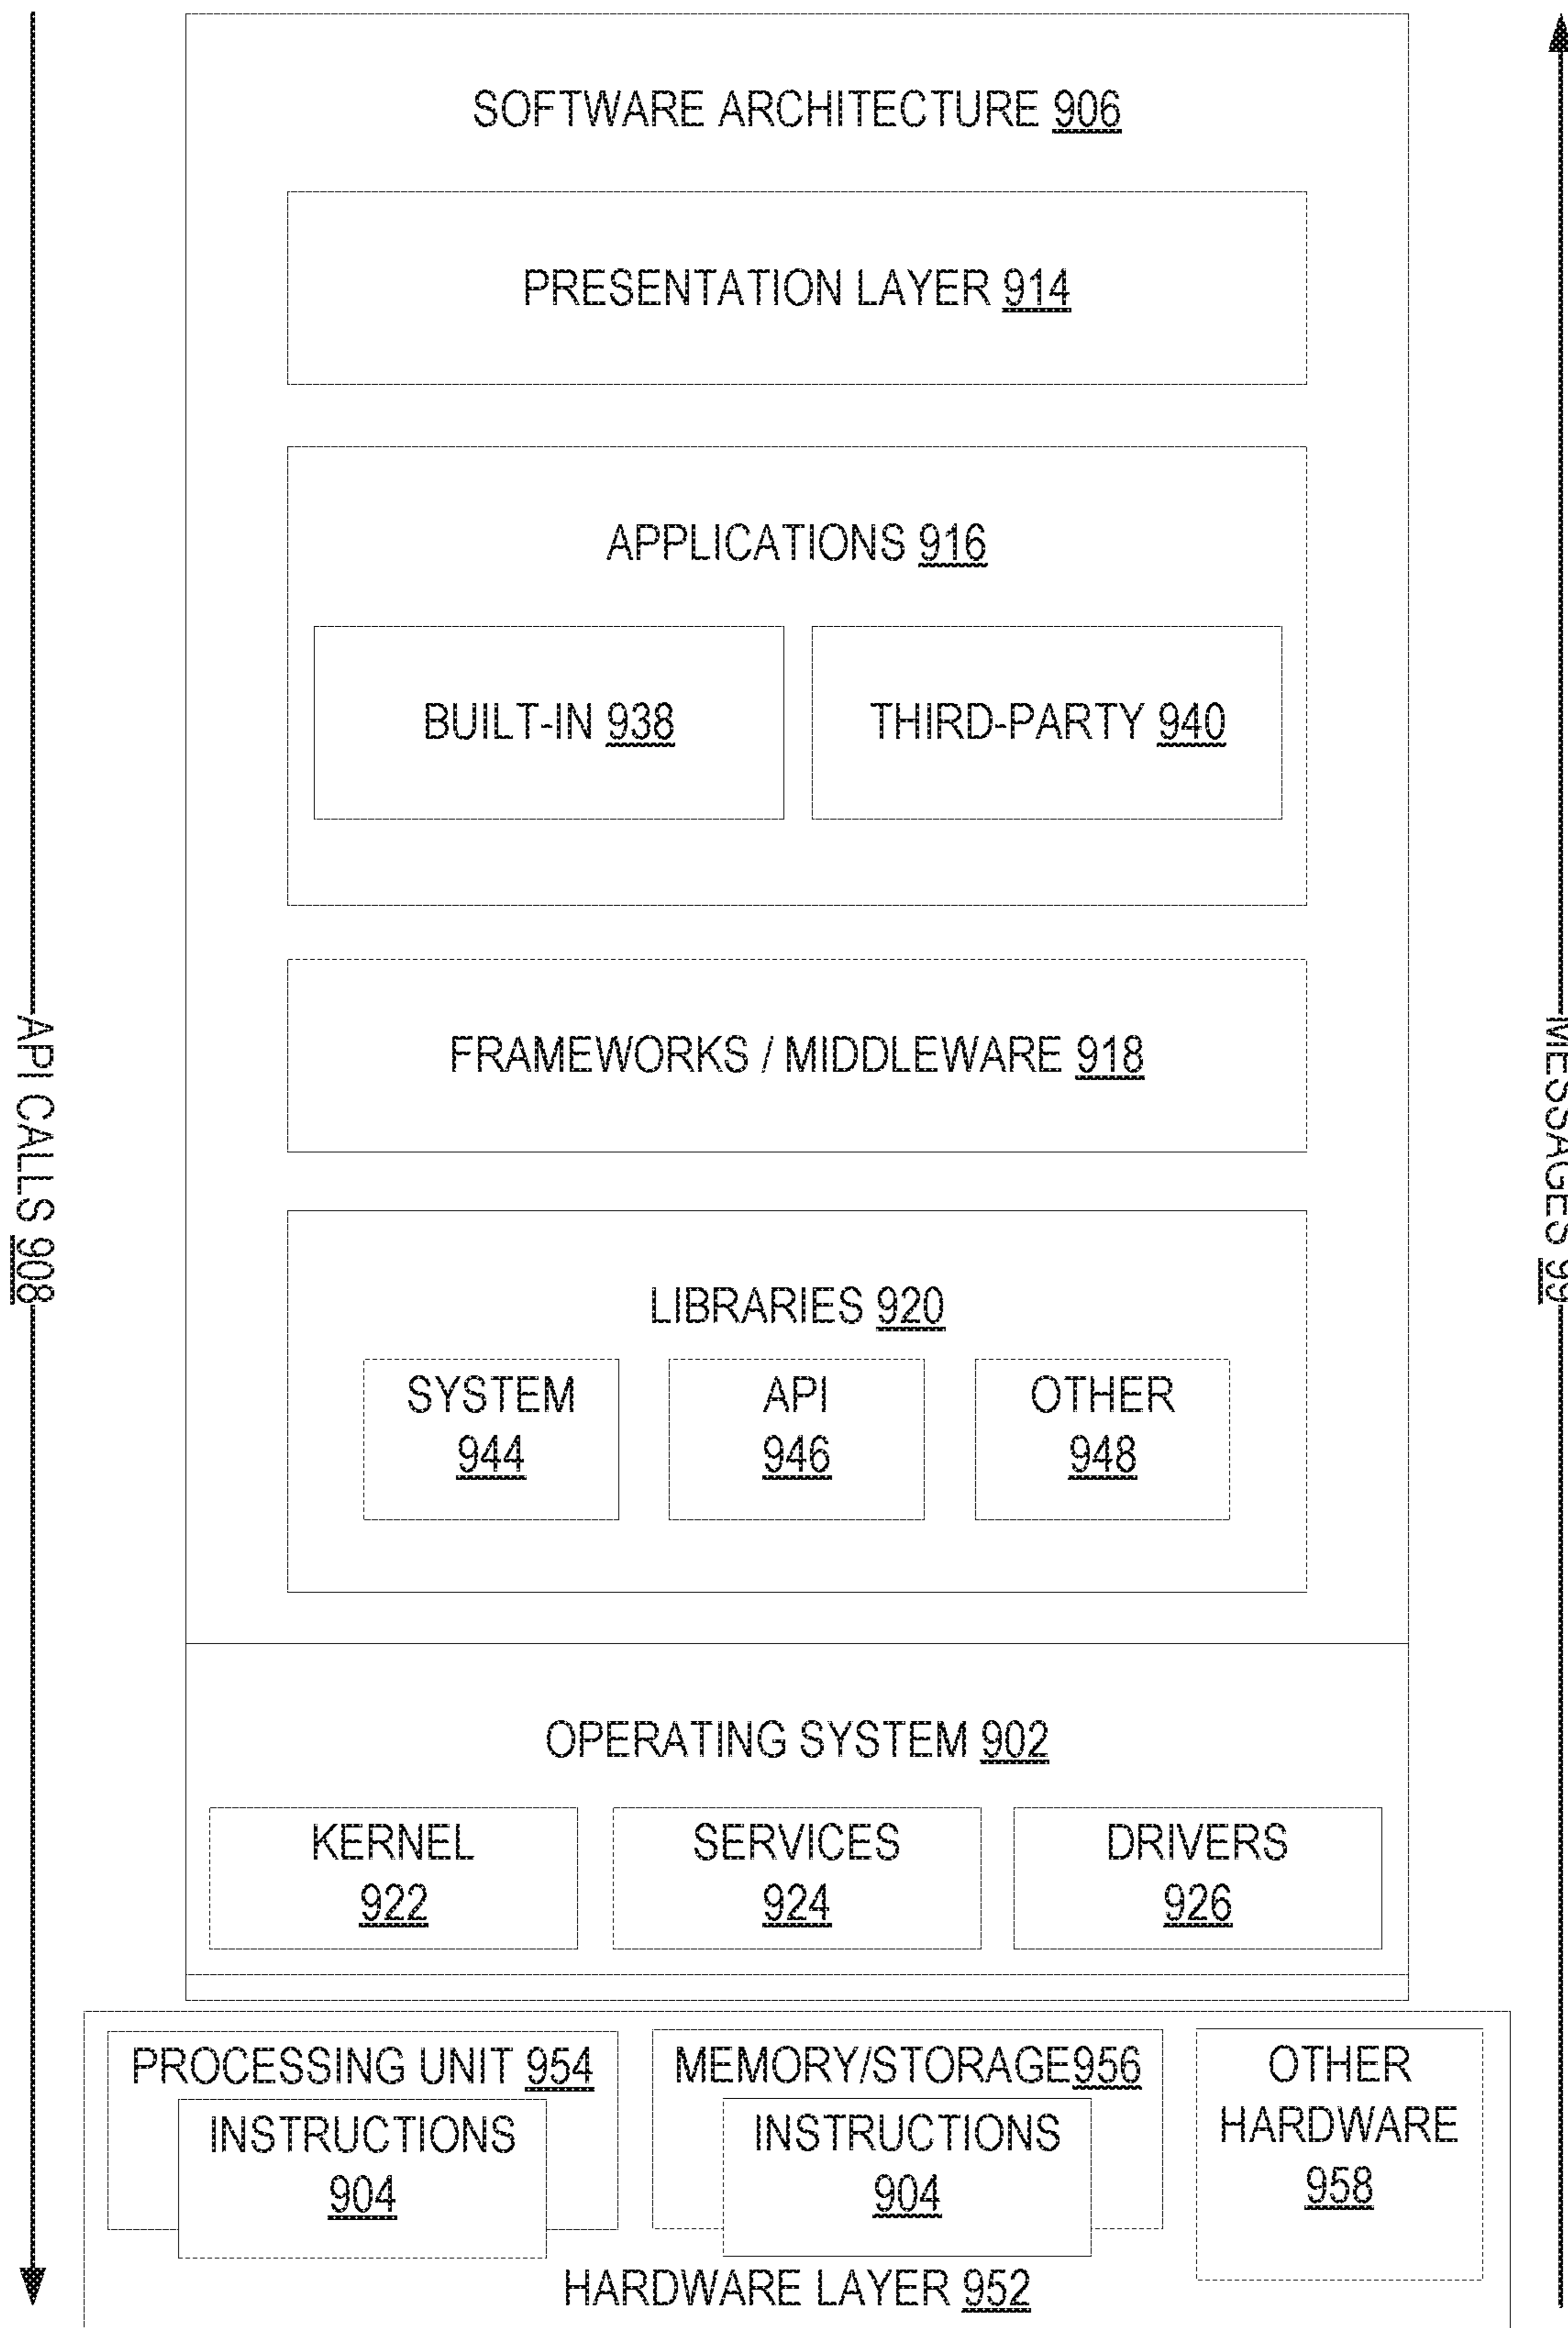 SOFTWARE ARCHITECTURE 906
PRESENTATION LAYER 914
APPLICATIONS 916
BUILT-IN 938
THIRD-PARTY 940
FRAMEWORKS / MIDDLEWARE 918
API CALLS 908
MESSAGES 99
LIBRARIES 920
SYSTEM
944
API
946
OTHER
948
OPERATING SYSTEM 902
KERNEL
922
SERVICES
924
DRIVERS
926
PROCESSING UNIT 954
INSTRUCTIONS
904
MEMORY/STORAGE956
INSTRUCTIONS
904
OTHER
HARDWARE
958
HARDWARE LAYER 952